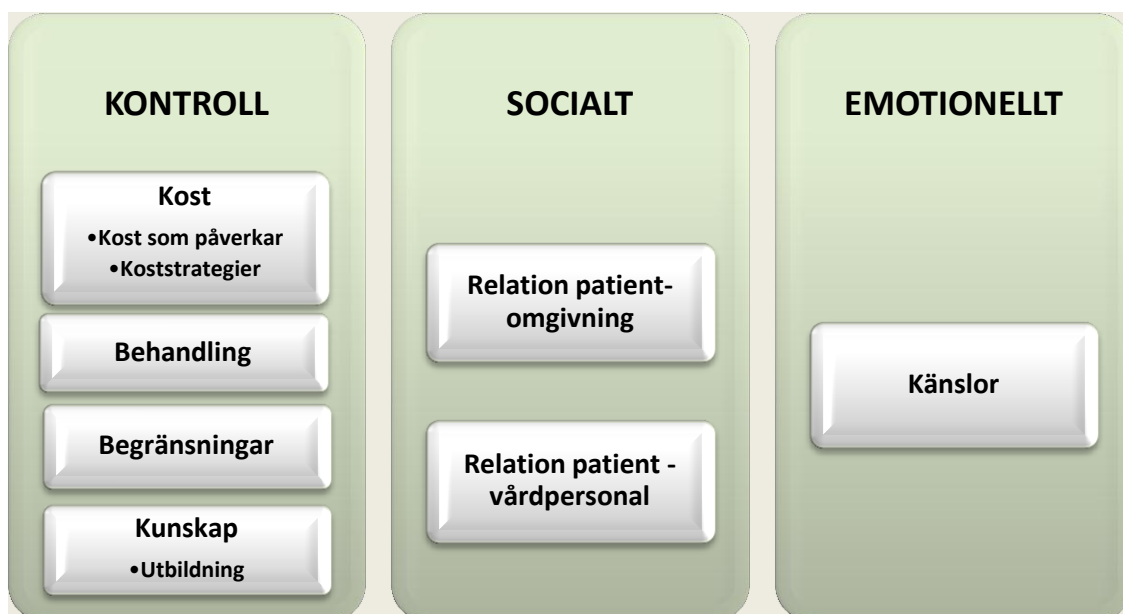 KONTROLL
Kost
•Kost som påverkar
•Koststrategier
Behandling
Begränsningar
Kunskap
•Utbildning
SOCIALT
Relation patient-
omgivning
Relation patient -
vårdpersonal
EMOTIONELLT
Känslor